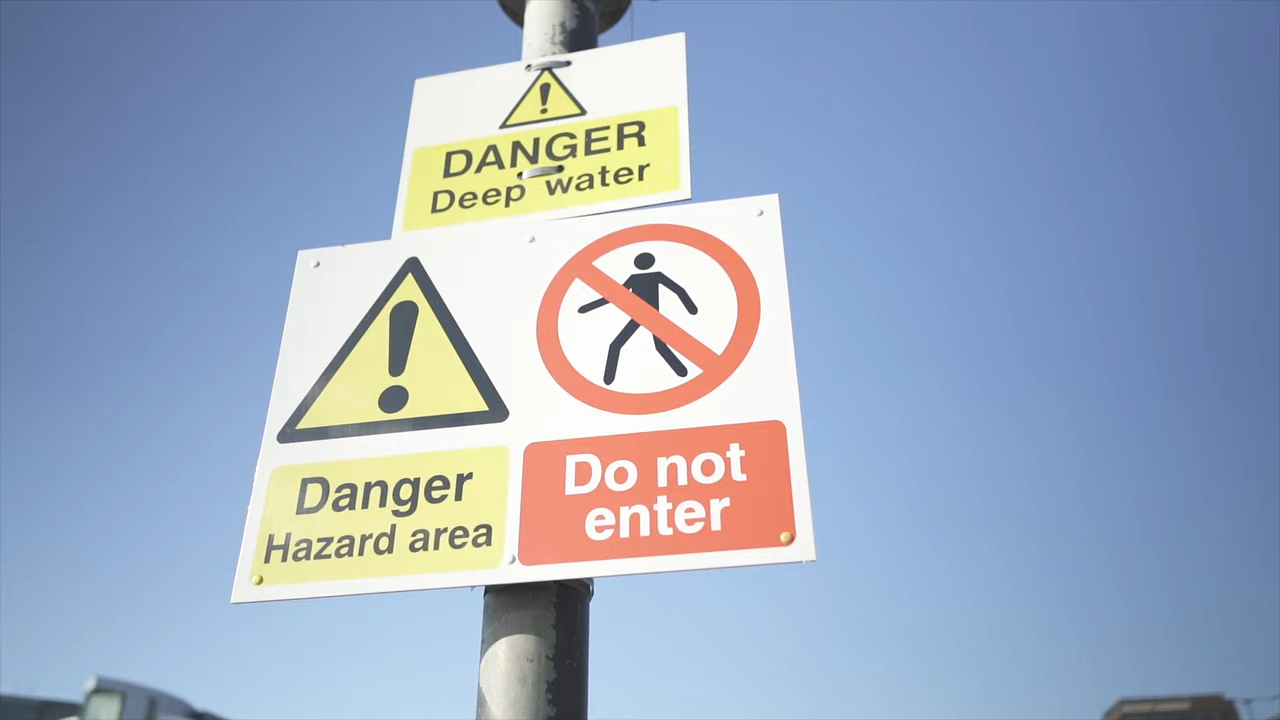 DANGER
Deep water
Danger
Hazard area
Do not
enter